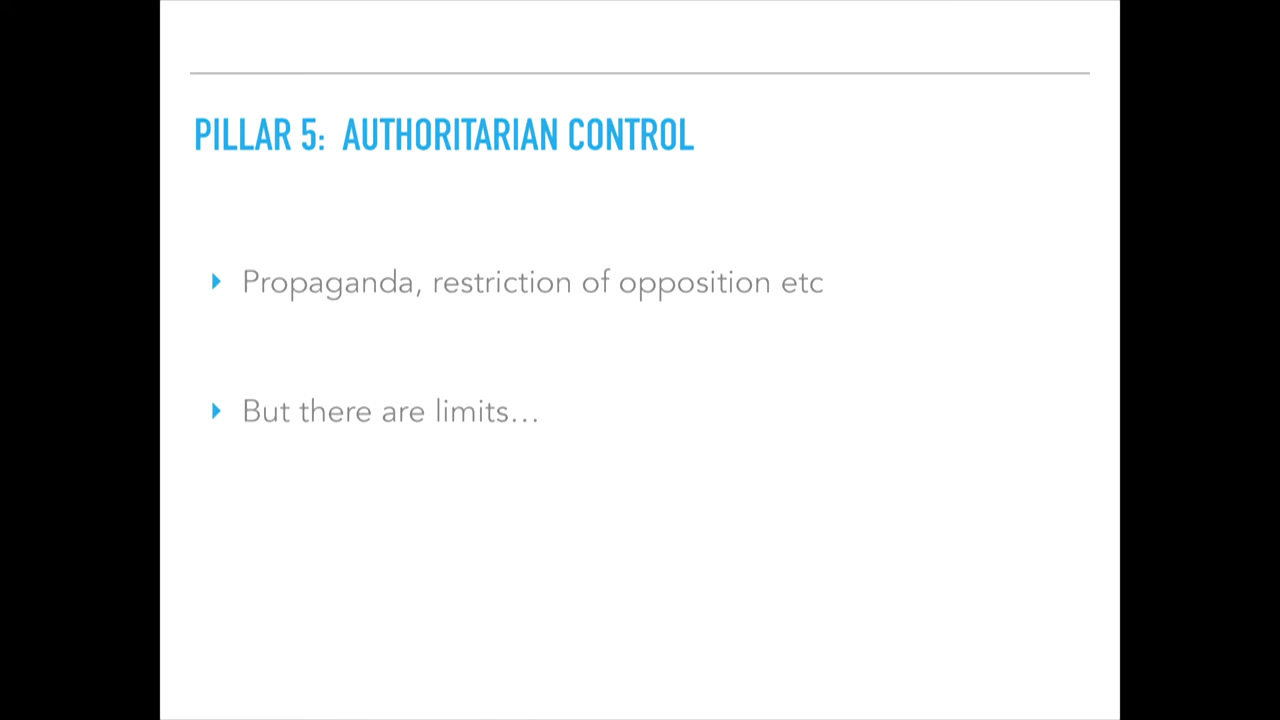 PILLAR 5: AUTHORITARIAN CONTROL
Propaganda, restriction of opposition etc
But there are limits…